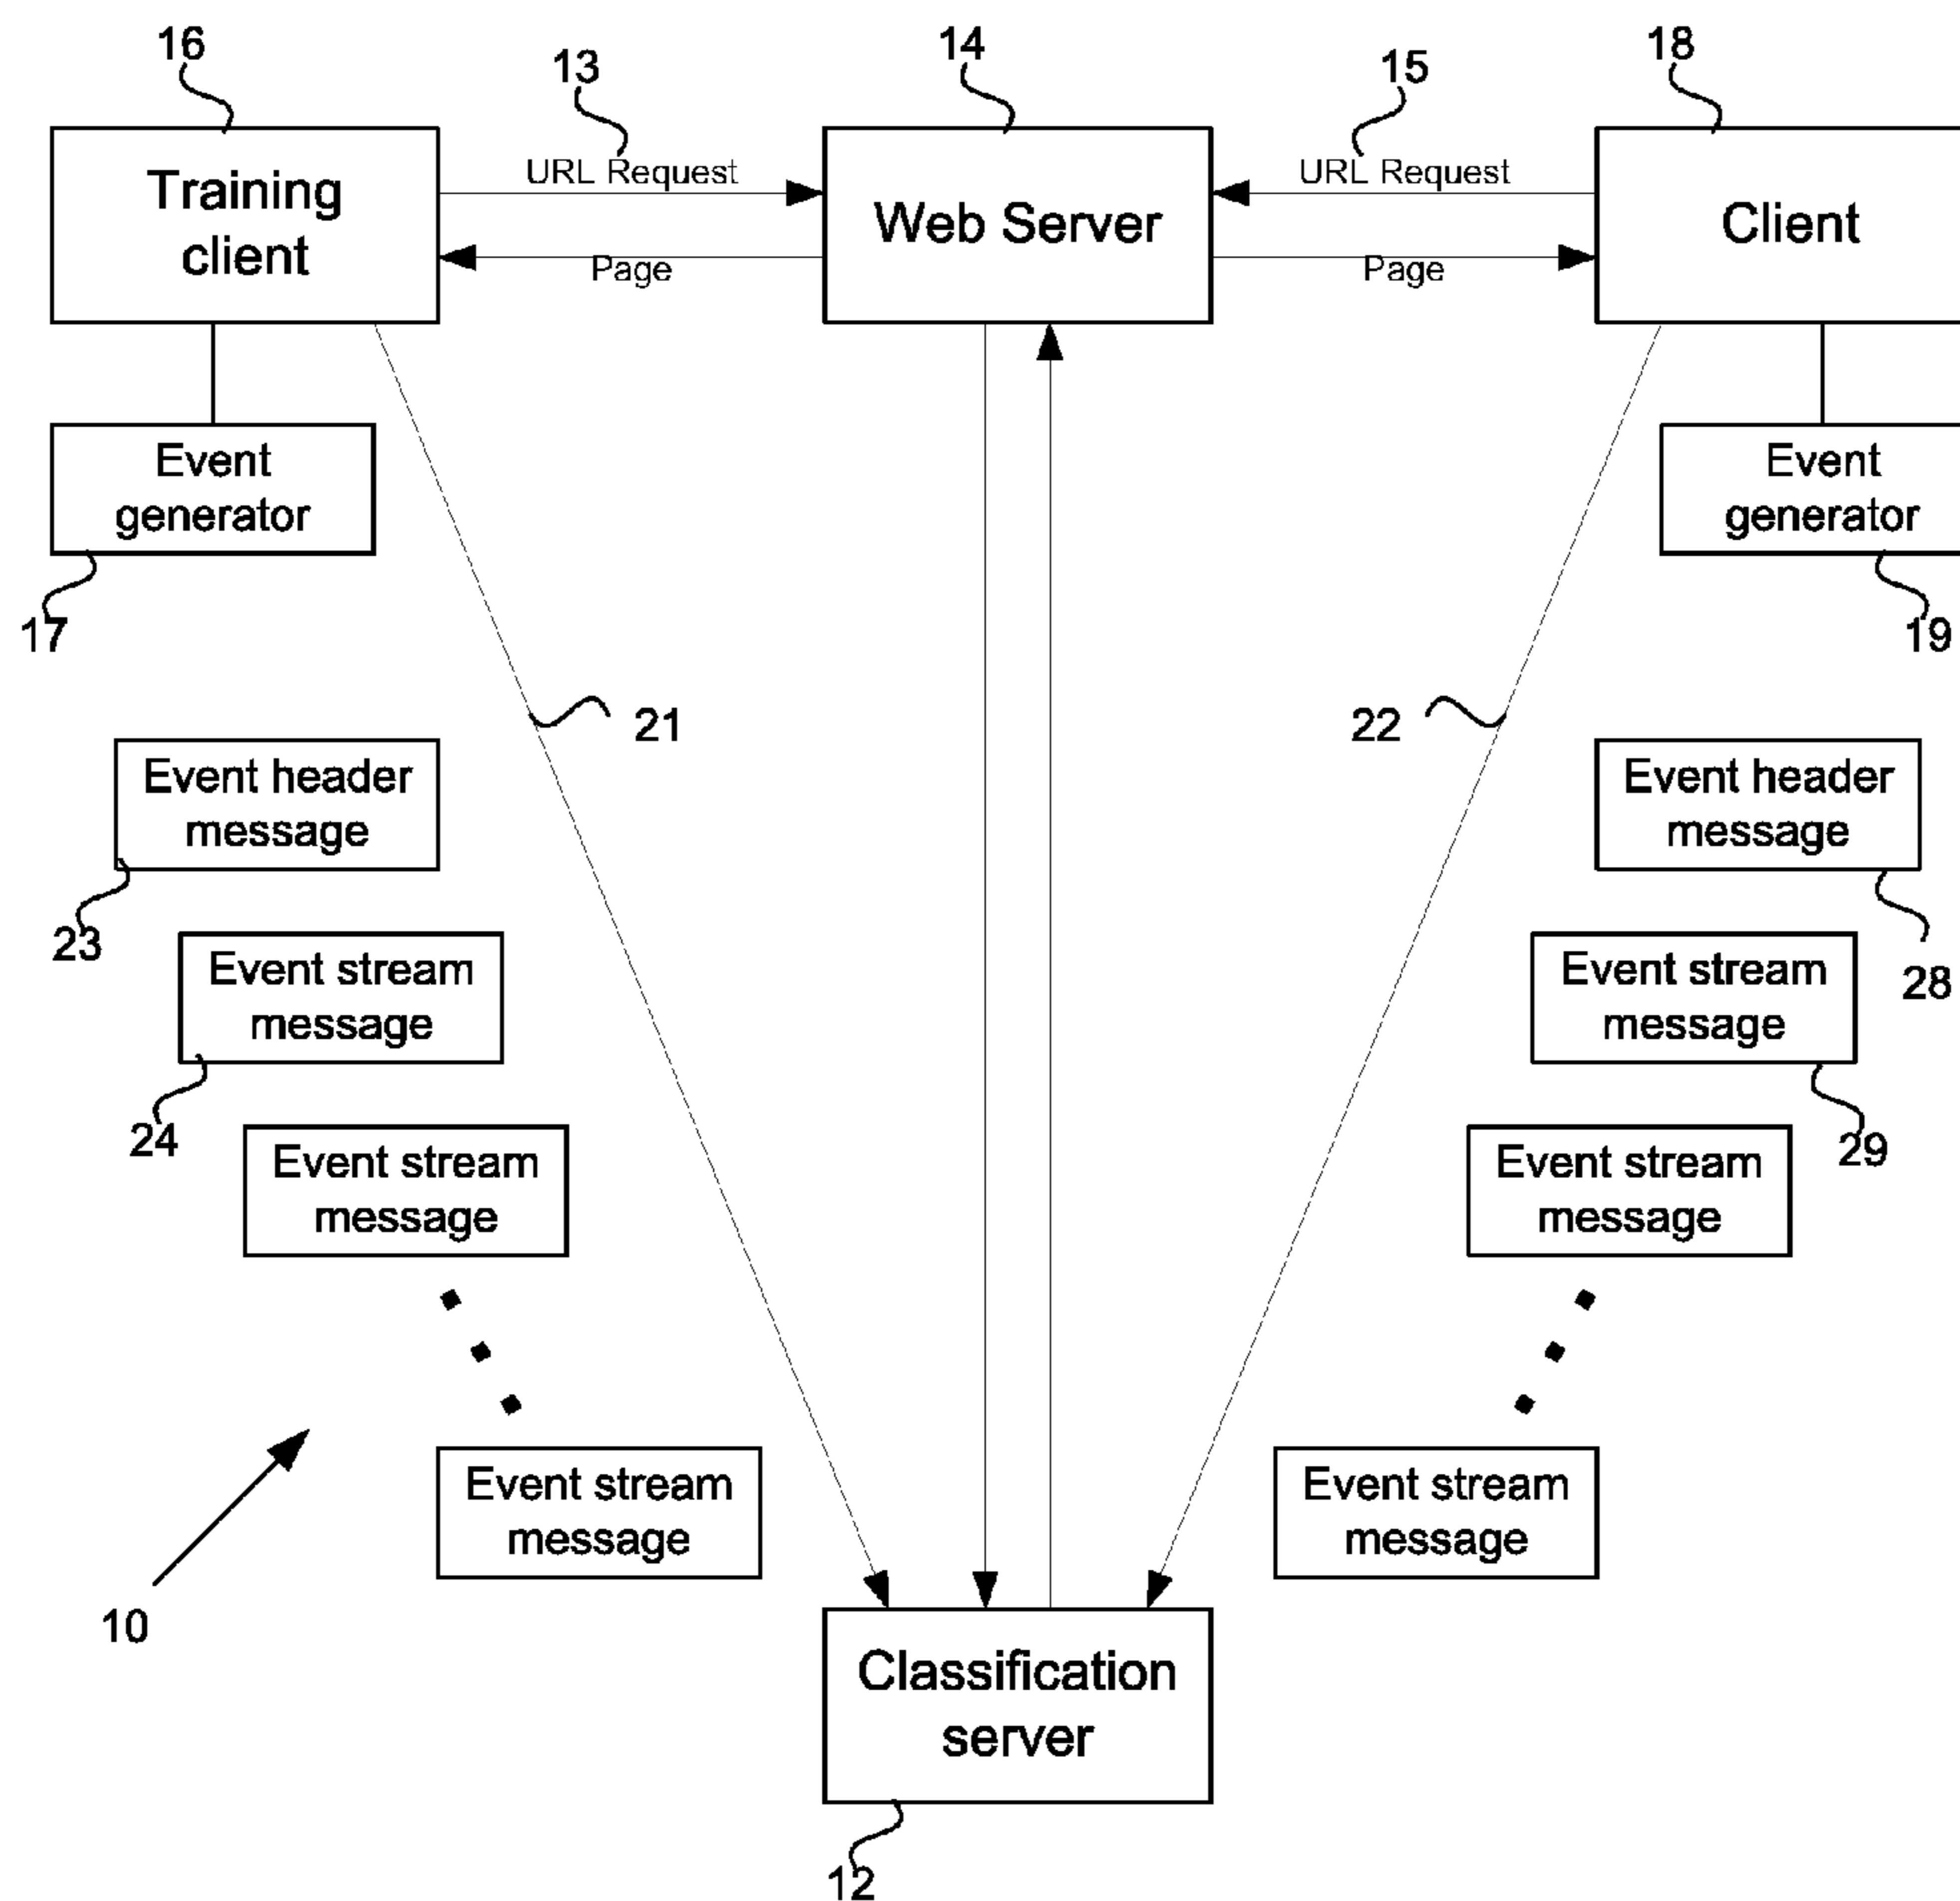 16
13
14
15
18
Training
client
URL Request
Page
Web Server
URL Request
Page
Client
Event
generator
17
Event
generator
19
21
22
Event header
message
23
Event header
message
28
Event stream
message
24
Event stream
message
29
Event stream
message
Event stream
message
Event stream
message
Event stream
message
10
Classification
server
12